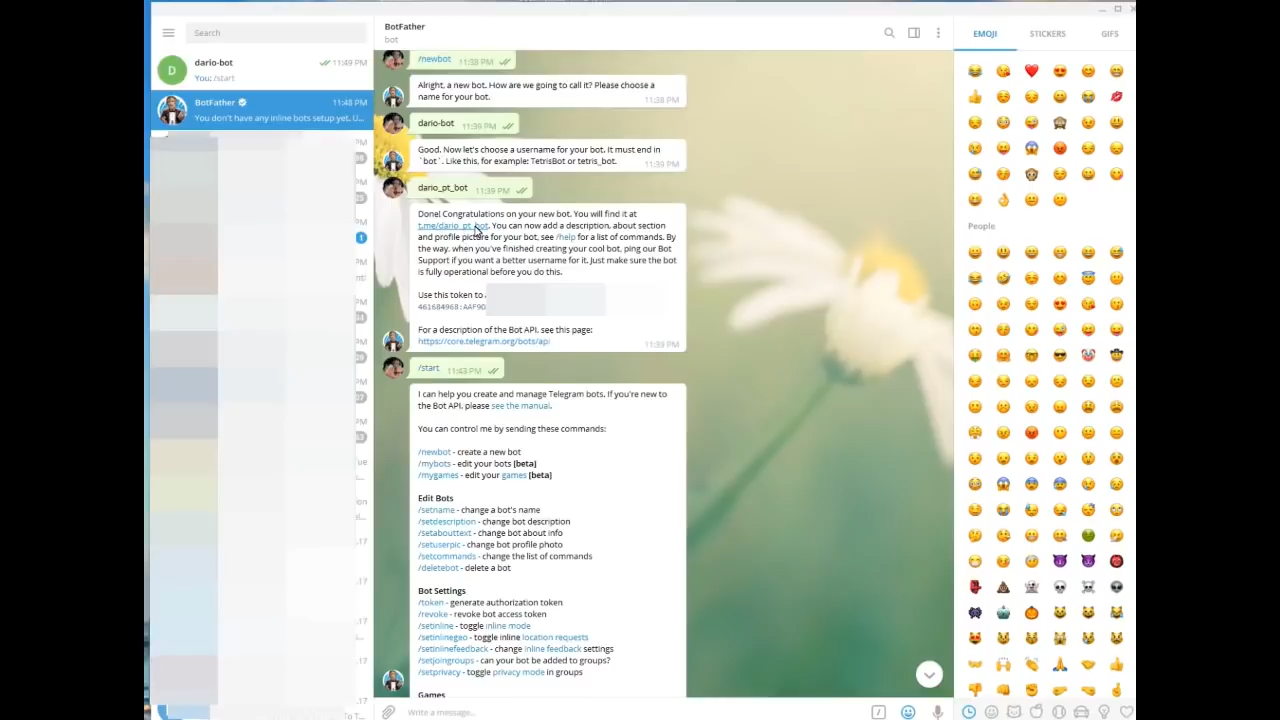 Search
BotFather
bot
EMOJI
STICKERS
GIFS
dario-bot
11:49 PM
You: /start
D
BotFather
11:48 PM
You don't have any inline bots setup yet. U...
/newbot
11:38 PM
Alright, a new bot. How are we going to call it? Please choose a
name for your bot.
11:38 PM
dario-bot
11:39 PM
Good. Now let's choose a username for your bot. It must end in
`bot`. Like this, for example: TetrisBot or tetris_bot.
11:39 PM
dario_pt_bot
11:39 PM
Done! Congratulations on your new bot. You will find it at
t.me/dario_pt_bot. You can now add a description, about section
and profile picture for your bot, see /help for a list of commands. By
the way, when you've finished creating your cool bot, ping our Bot
Support if you want a better username for it. Just make sure the bot
is fully operational before you do this.
Use this token to
461684968:AAF90
For a description of the Bot API, see this page:
https://core.telegram.org/bots/api
11:39 PM
/start
11:43 PM
I can help you create and manage Telegram bots. If you're new to
the Bot API, please see the manual.
You can control me by sending these commands:
/newbot - create a new bot
/mybots - edit your bots [beta]
/mygames - edit your games [beta]
Edit Bots
/setname - change a bot's name
/setdescription - change bot description
/setabouttext - change bot about info
/setuserpic - change bot profile photo
/setcommands - change the list of commands
/deletebot - delete a bot
Bot Settings
/token - generate authorization token
/revoke - revoke bot access token
/setinline - toggle inline mode
/setinlinegeo - toggle inline location requests
/setinlinefeedback - change inline feedback settings
/setjoingroups - can your bot be added to groups?
/setprivacy - toggle privacy mode in groups
Games
Write a message...
People